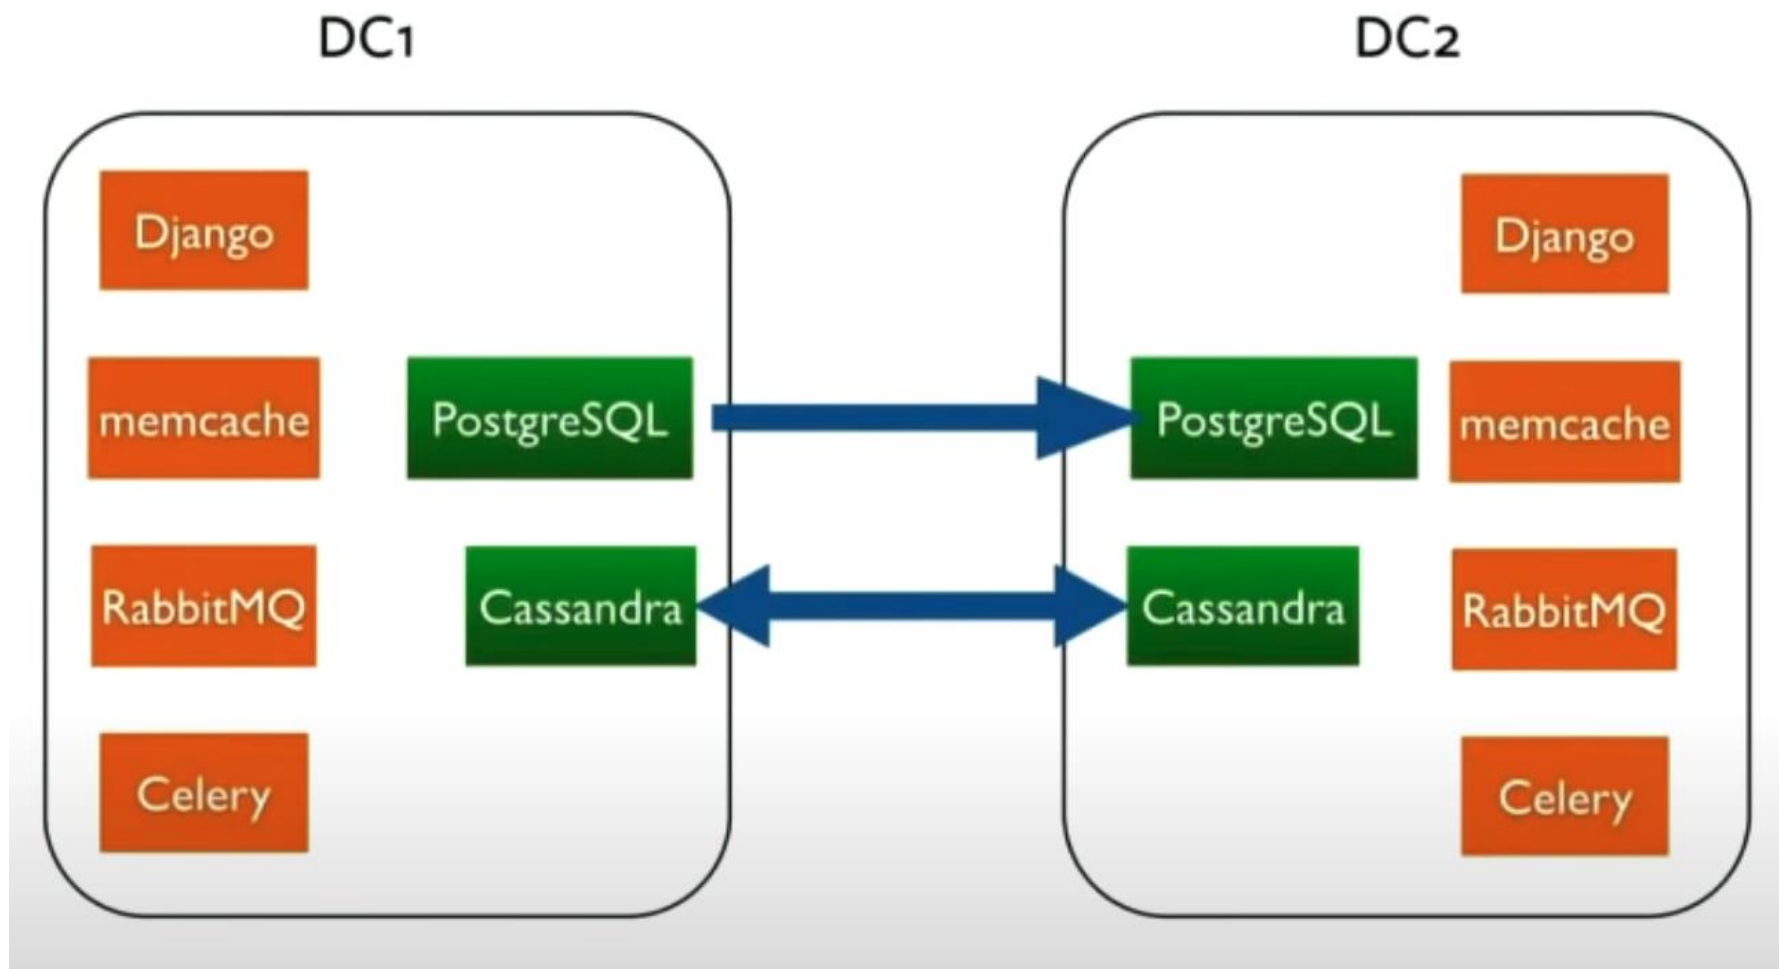 DC1
DC2
Django
memcache
PostgreSQL
RabbitMQ
Cassandra
Celery
Django
PostgreSQL
memcache
Cassandra
RabbitMQ
Celery